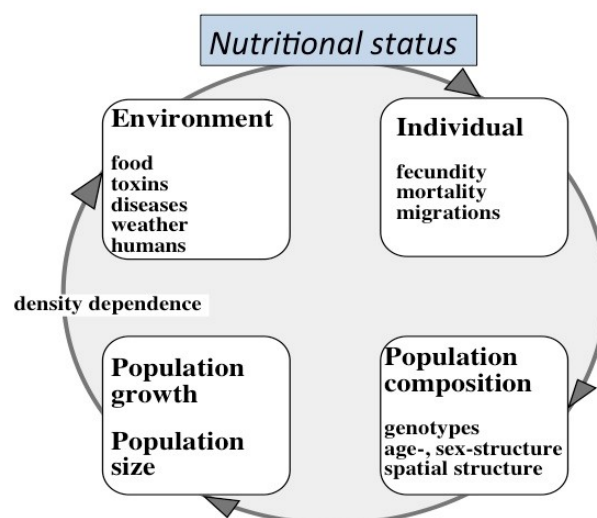 Nutritional status
Environment
food
toxins
diseases
weather
humans
Individual
fecundity
mortality
migrations
density dependence
Population
growth
Population
size
Population
composition
genotypes
age-, sex-structure
spatial structure